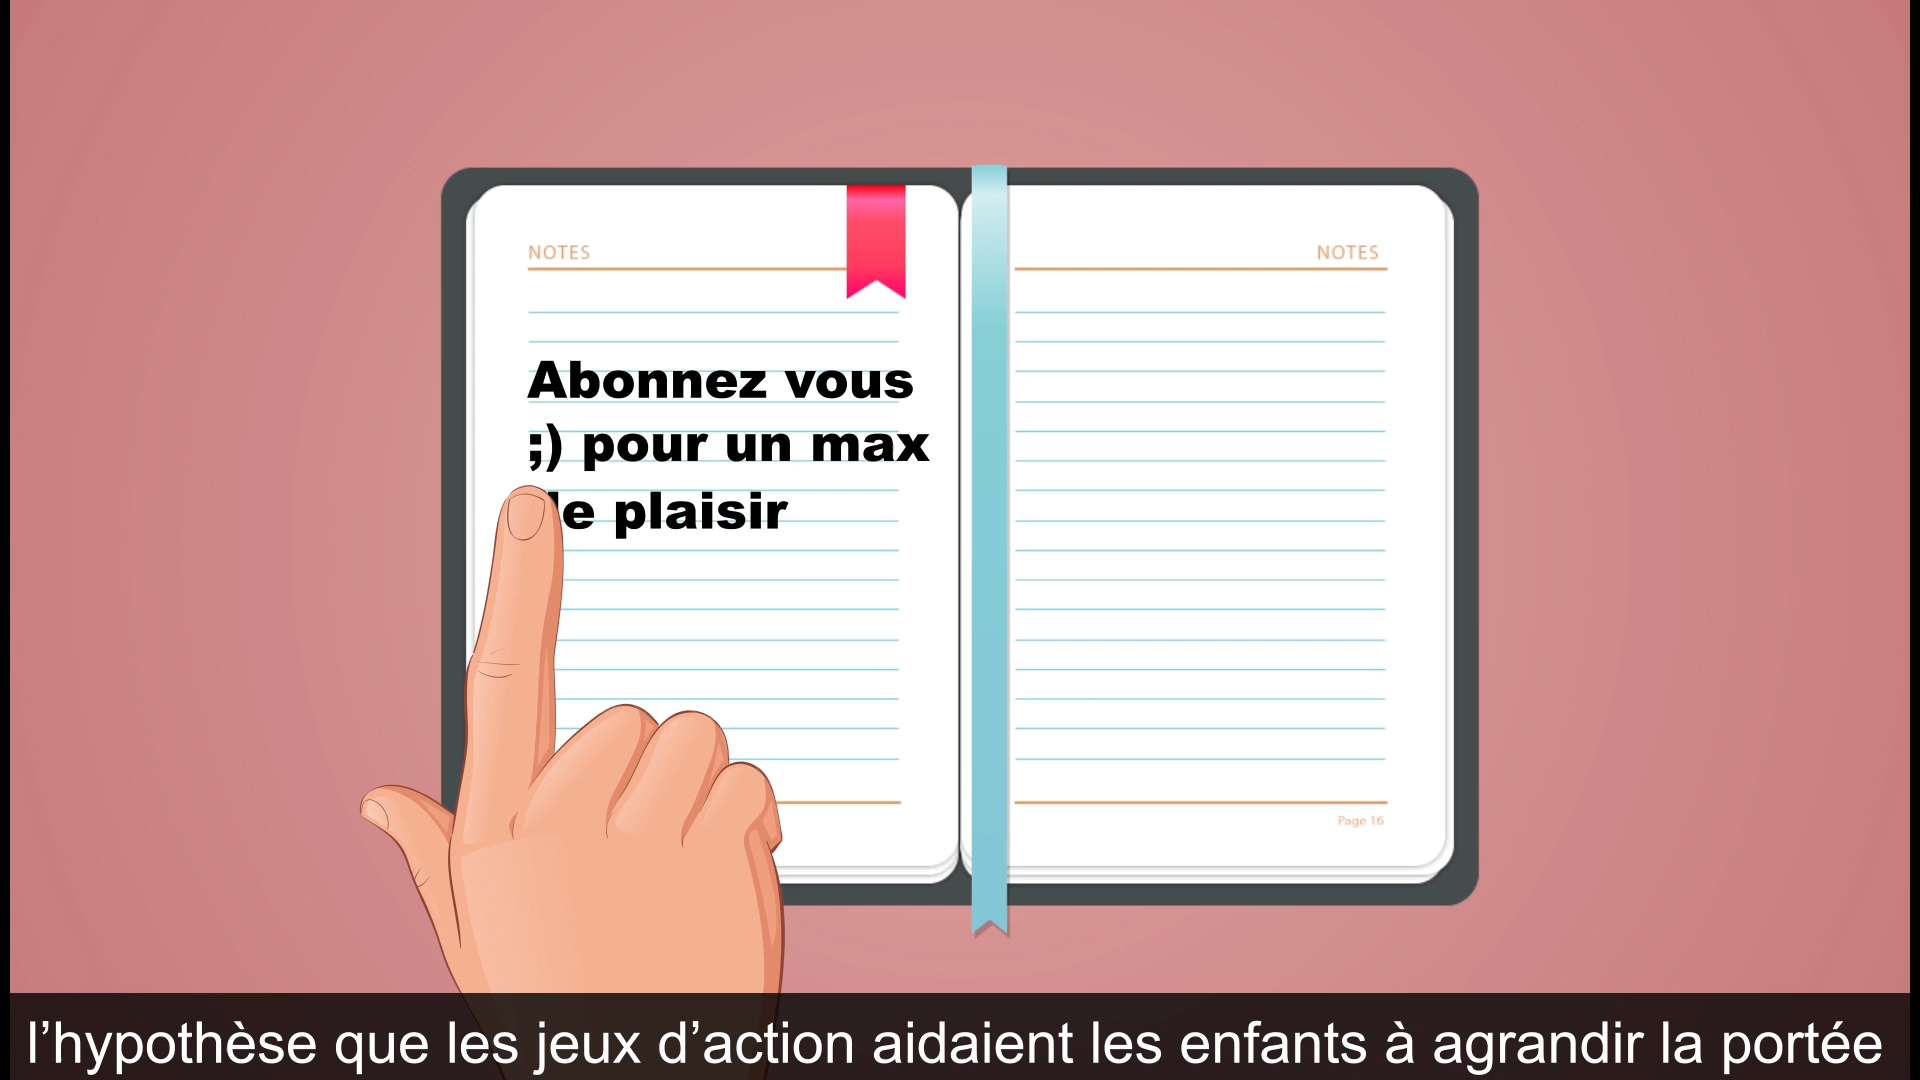 NOTES
NOTES
Abonnez vous
;) pour un max
plaisir
Page 16
l’hypothèse que les jeux d’action aidaient les enfants à agrandir la portée